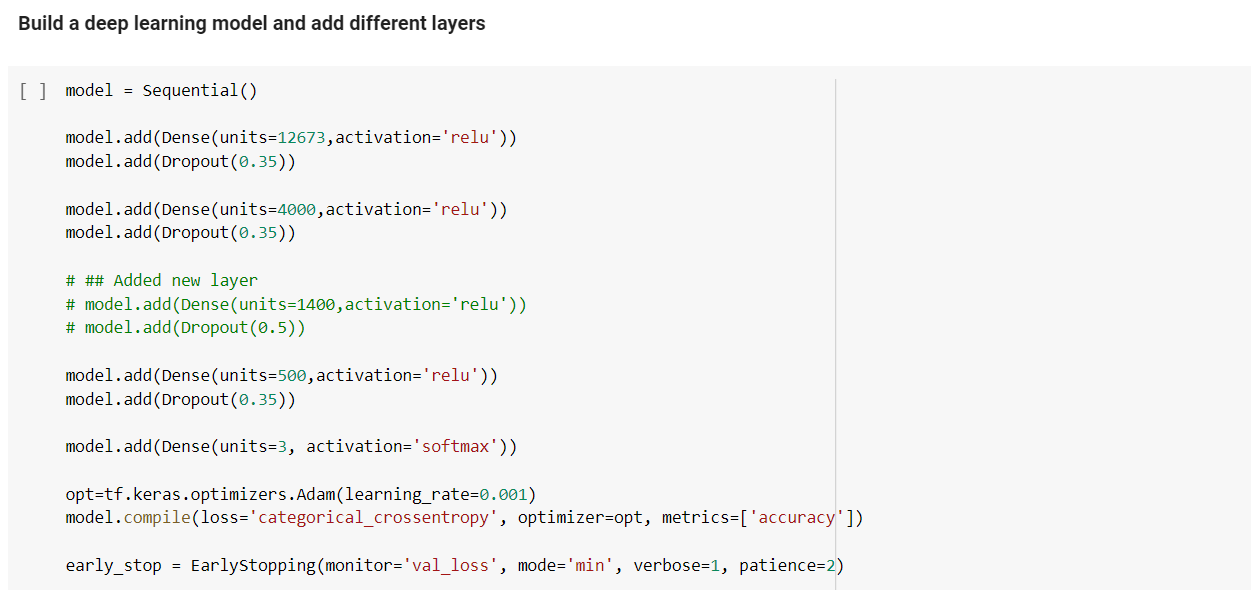 Build a deep learning model and add different layers
[ ] model = Sequential()
model.add(Dense(units=12673,activation='relu'))
model.add(Dropout(0.35))
model.add(Dense(units=4000,activation='relu'))
model.add(Dropout(0.35))
# ## Added new layer
# model.add(Dense(units=1400,activation='relu'))
# model.add(Dropout(0.5))
model.add(Dense(units=500,activation='relu'))
model.add(Dropout(0.35))
model.add(Dense(units=3, activation='softmax'))
opt=tf.keras.optimizers.Adam(learning_rate=0.001)
model.compile(loss='categorical_crossentropy', optimizer=opt, metrics=['accuracy'])
early_stop = EarlyStopping(monitor='val_loss', mode='min', verbose=1, patience=2)